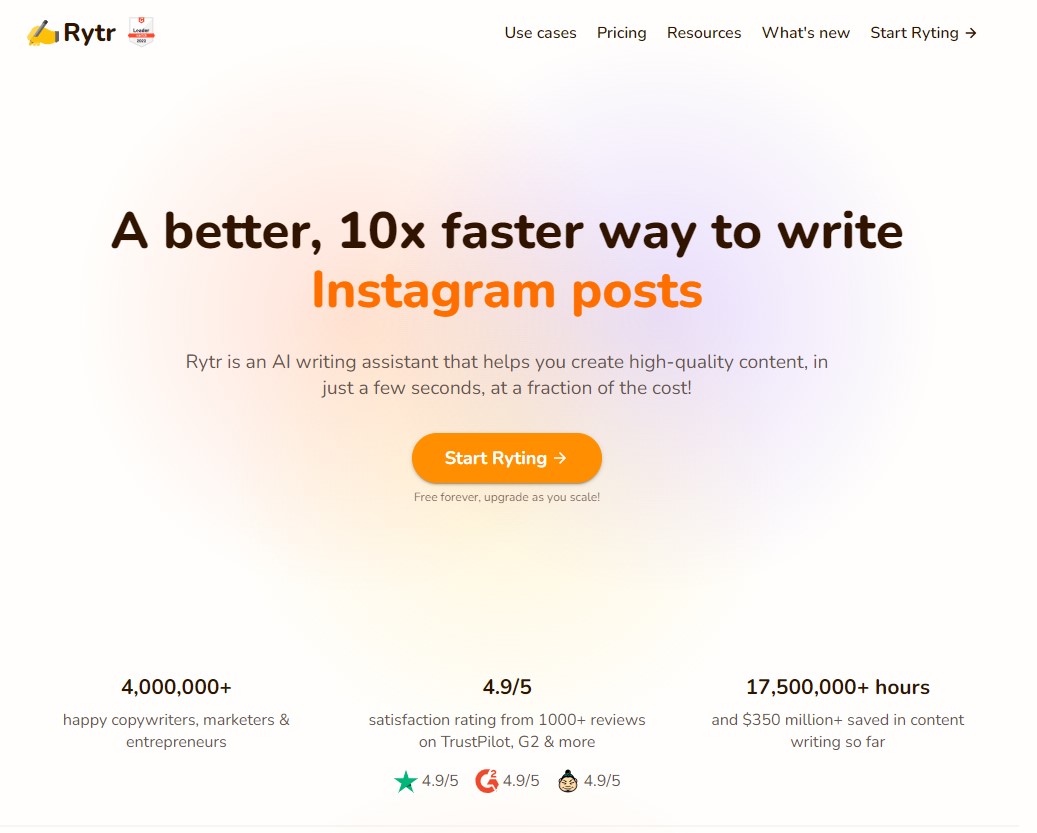 Rytr
Leader
2023
Use cases Pricing Resources What's new Start Ryting →
A better, 10x faster way to write
Instagram posts
Rytr is an AI writing assistant that helps you create high-quality content, in
just a few seconds, at a fraction of the cost!
Start Ryting →
Free forever, upgrade as you scale!
4,000,000+
happy copywriters, marketers &
entrepreneurs
4.9/5
satisfaction rating from 1000+ reviews
on TrustPilot, G2 & more
4.9/5 4.9/5 4.9/5
17,500,000+ hours
and $350 million+ saved in content
writing so far